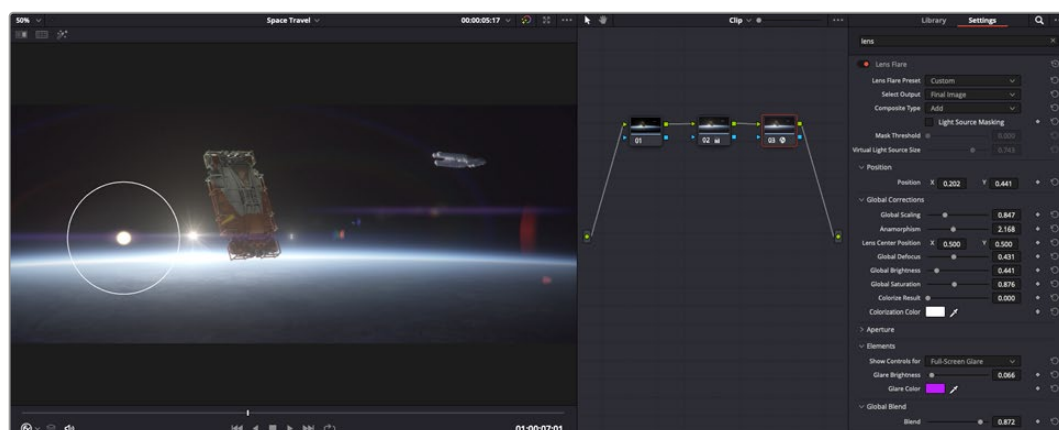 50%
Space Travel
00:00:05:17
Clip
Library
Settings
lens
Lens Flare
Lens Flare Preset
Custom
Select Output
Final Image
Composite Type
Add
Light Source Masking
Mask Threshold
0.000
Virtual Light Source Size
0.743
Position
Position X 0.202 Y 0.441
Global Corrections
Global Scaling
0.847
Anamorphism
2.168
Lens Center Position X 0.500 Y 0.500
Global Defocus
0.431
Global Brightness
0.441
Global Saturation
0.876
Colorize Result
0.000
Colorization Color
Aperture
Elements
Show Controls for
Full-Screen Glare
Glare Brightness
0.066
Glare Color
Global Blend
Blend
0.872
01
02
03
01:00:07:01